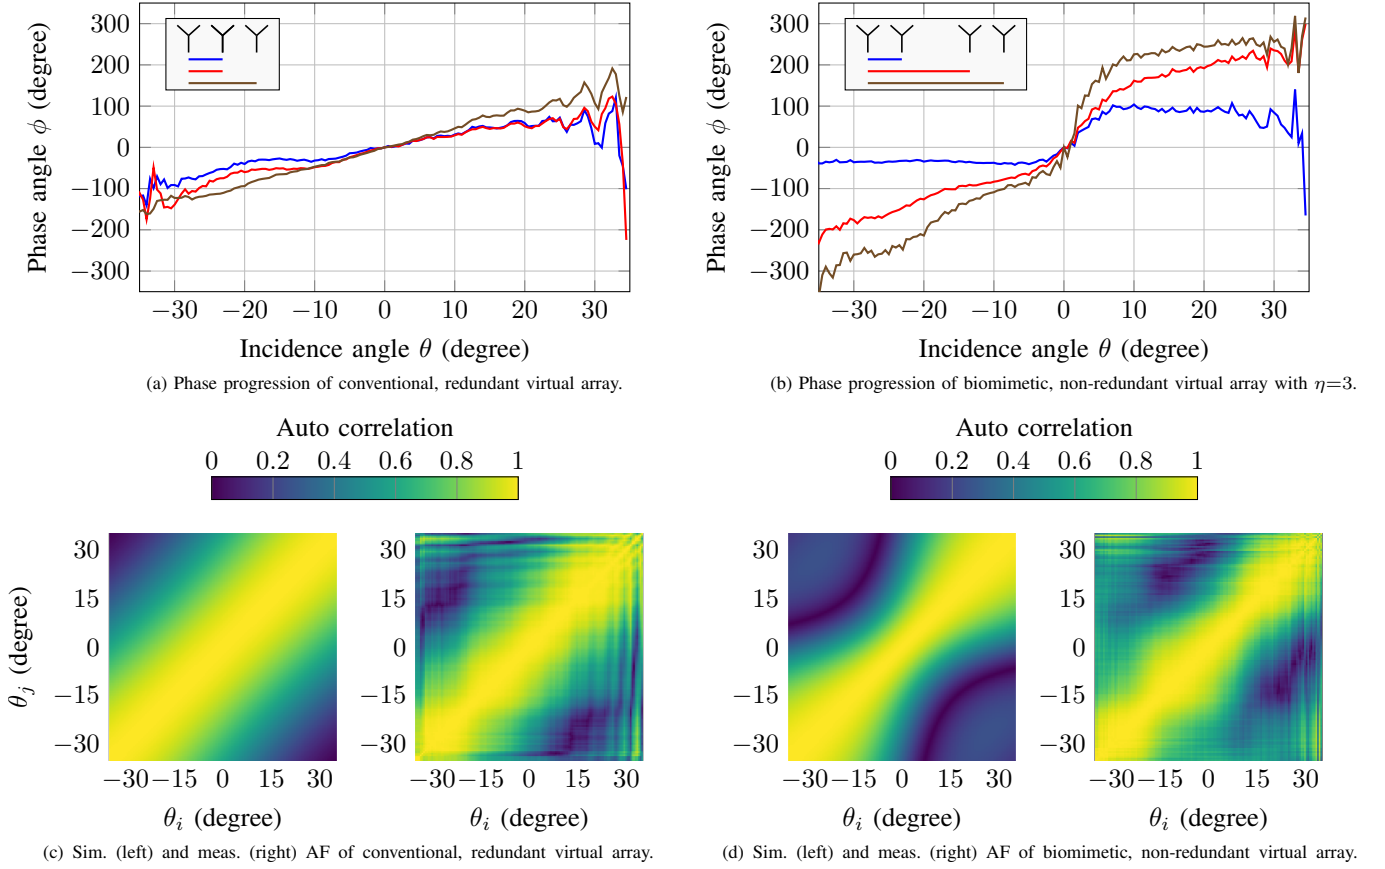 300
200
100
0
−100
−200
−300
−30 −20 −10 0 10 20 30
Phase angle ϕ (degree)
Incidence angle θ (degree)
(a) Phase progression of conventional, redundant virtual array.
300
200
100
0
−100
−200
−300
−30 −20 −10 0 10 20 30
Phase angle ϕ (degree)
Incidence angle θ (degree)
(b) Phase progression of biomimetic, non-redundant virtual array with η=3.
Auto correlation
0 0.2 0.4 0.6 0.8 1
30
15
0
−15
−30
−30 −15 0 15 30
θj (degree)
θi (degree)
30
15
0
−15
−30
−30 −15 0 15 30
θi (degree)
(c) Sim. (left) and meas. (right) AF of conventional, redundant virtual array.
Auto correlation
0 0.2 0.4 0.6 0.8 1
30
15
0
−15
−30
−30 −15 0 15 30
θi (degree)
30
15
0
−15
−30
−30 −15 0 15 30
θi (degree)
(d) Sim. (left) and meas. (right) AF of biomimetic, non-redundant virtual array.